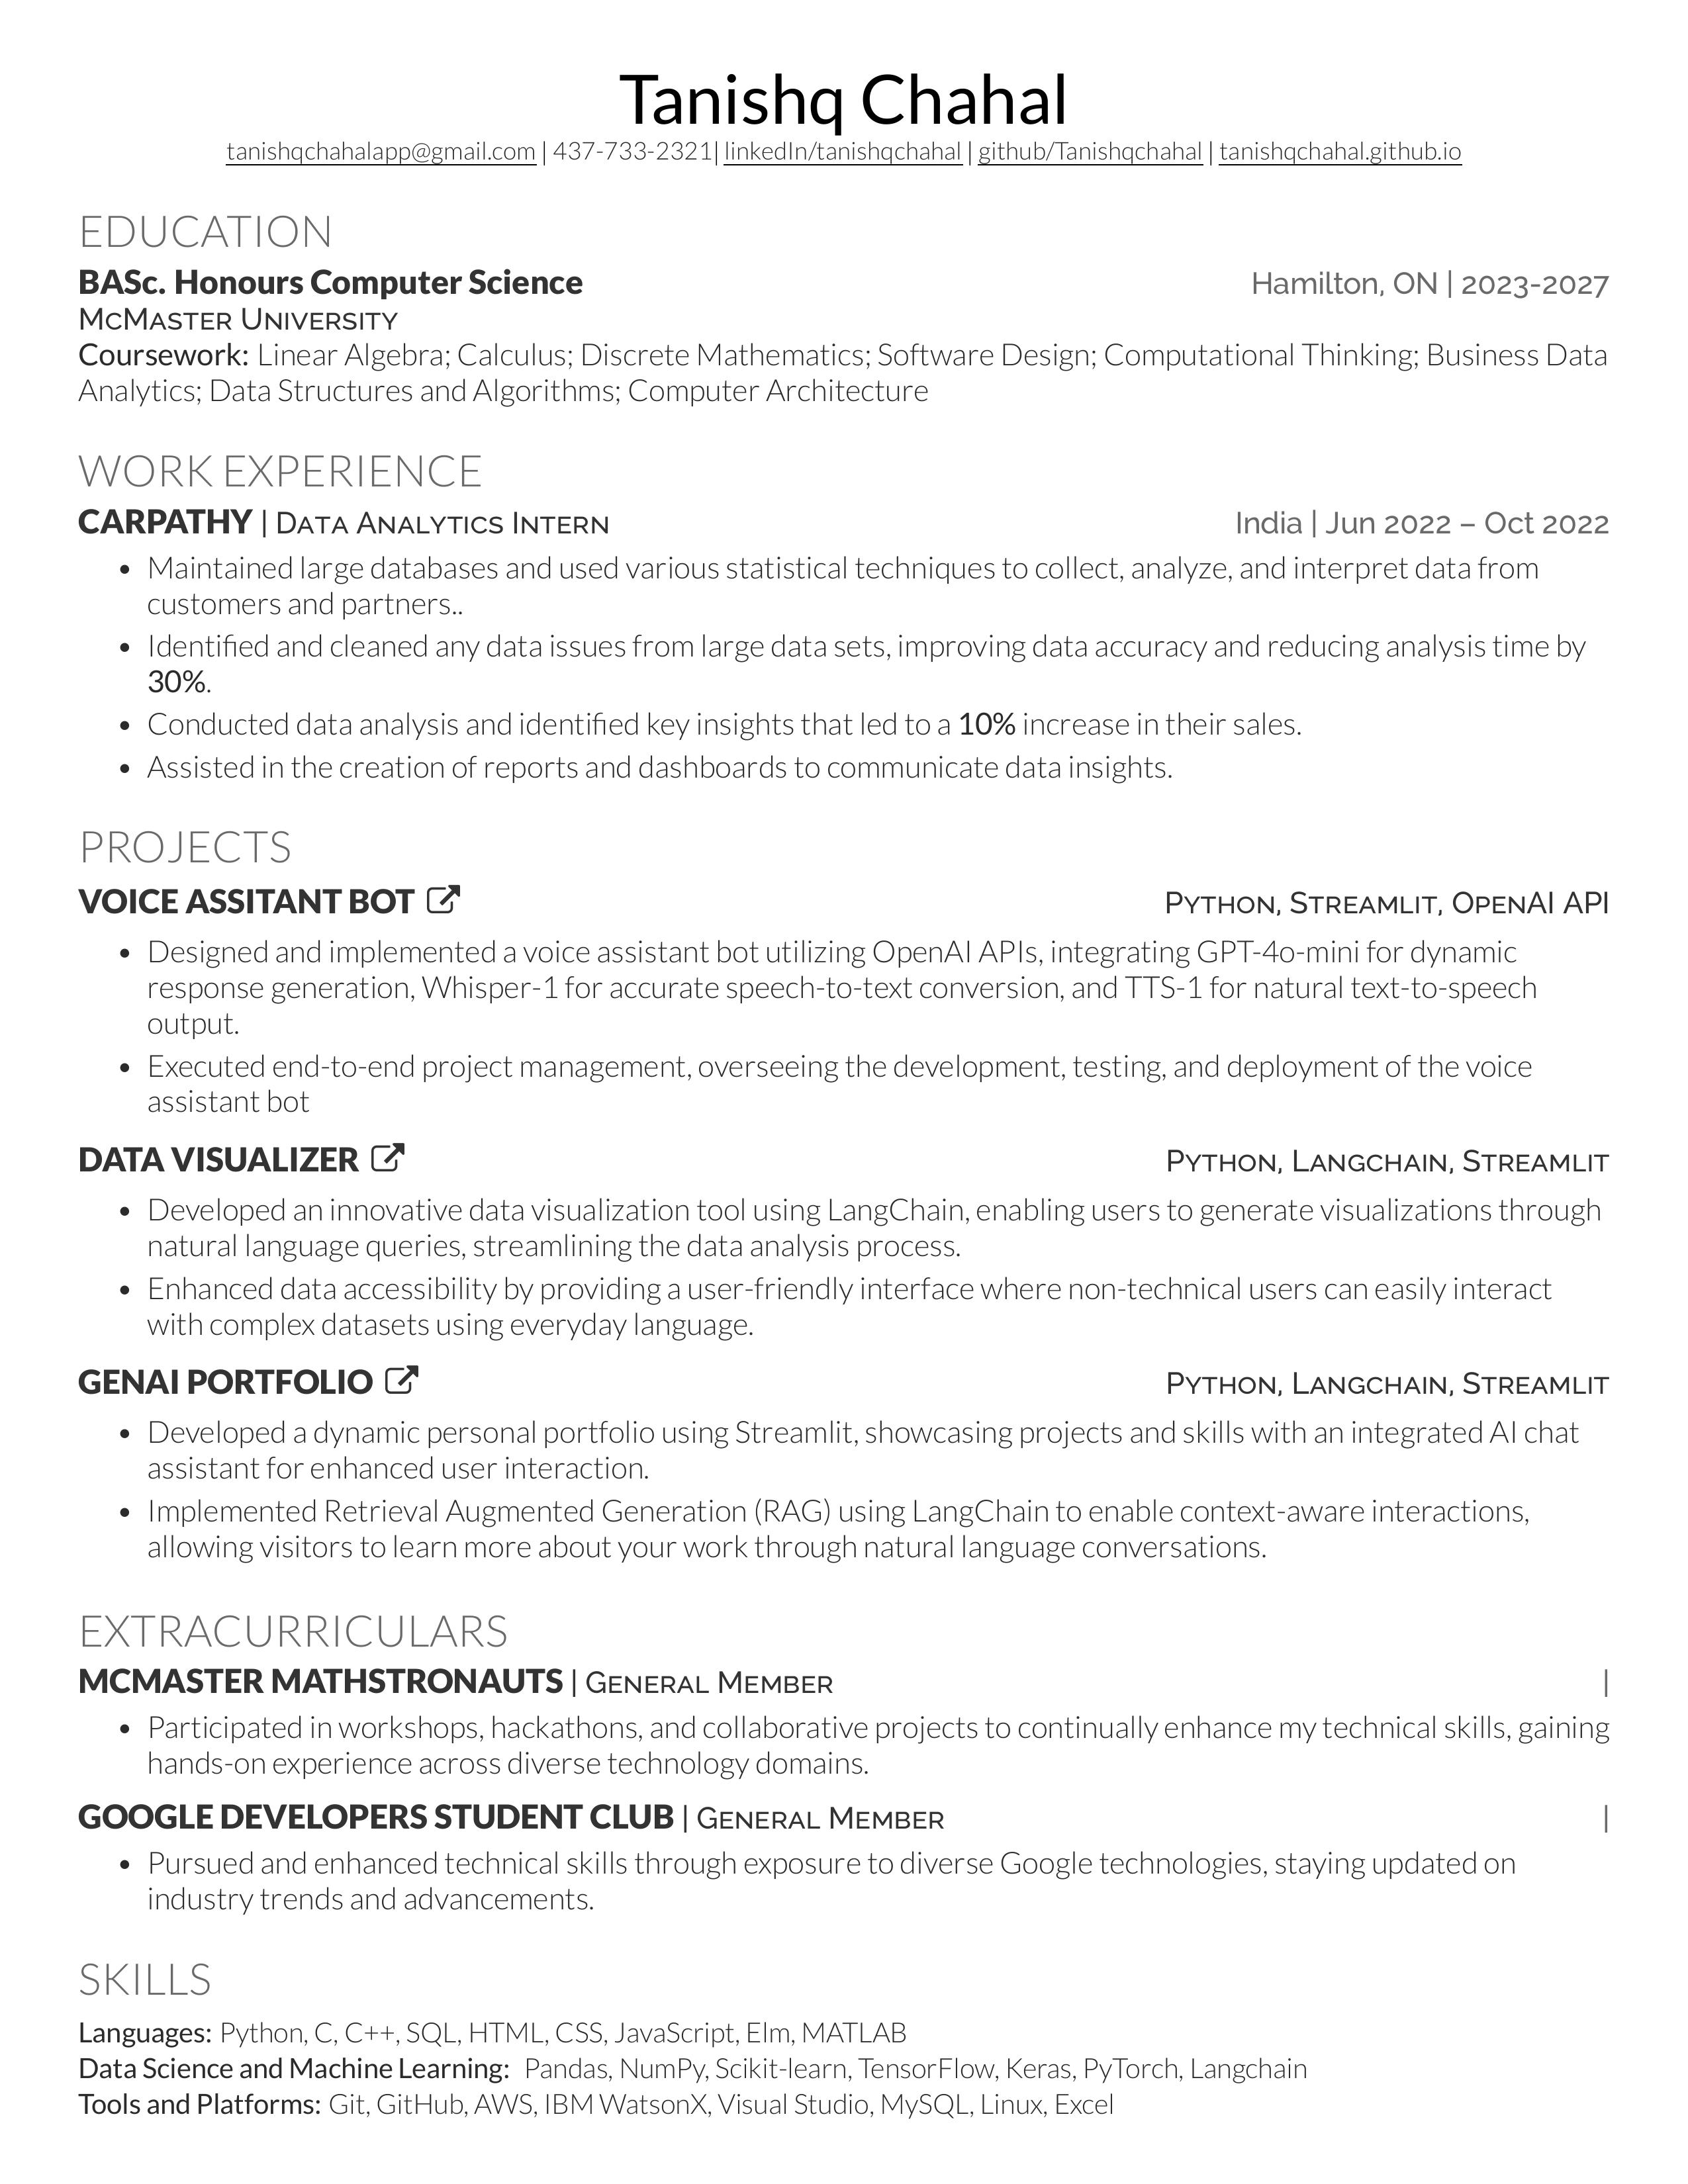 Tanishq Chahal
tanishqchahalapp@gmail.com | 437-733-2321| linkedIn/tanishqchahal | github/Tanishqchahal | tanishqchahal.github.io
EDUCATION
BASc. Honours Computer Science Hamilton, ON | 2023-2027
McMaster University
Coursework: Linear Algebra; Calculus; Discrete Mathematics; Software Design; Computational Thinking; Business Data
Analytics; Data Structures and Algorithms; Computer Architecture
WORK EXPERIENCE
CARPATHY | Data Analytics Intern India | Jun 2022 – Oct 2022
• Maintained large databases and used various statistical techniques to collect, analyze, and interpret data from
customers and partners..
• Identified and cleaned any data issues from large data sets, improving data accuracy and reducing analysis time by
30%.
• Conducted data analysis and identified key insights that led to a 10% increase in their sales.
• Assisted in the creation of reports and dashboards to communicate data insights.
PROJECTS
VOICE ASSITANT BOT Python, Streamlit, OpenAI API
• Designed and implemented a voice assistant bot utilizing OpenAI APIs, integrating GPT-4o-mini for dynamic
response generation, Whisper-1 for accurate speech-to-text conversion, and TTS-1 for natural text-to-speech
output.
• Executed end-to-end project management, overseeing the development, testing, and deployment of the voice
assistant bot
DATA VISUALIZER Python, Langchain, Streamlit
• Developed an innovative data visualization tool using LangChain, enabling users to generate visualizations through
natural language queries, streamlining the data analysis process.
• Enhanced data accessibility by providing a user-friendly interface where non-technical users can easily interact
with complex datasets using everyday language.
GENAI PORTFOLIO Python, Langchain, Streamlit
• Developed a dynamic personal portfolio using Streamlit, showcasing projects and skills with an integrated AI chat
assistant for enhanced user interaction.
• Implemented Retrieval Augmented Generation (RAG) using LangChain to enable context-aware interactions,
allowing visitors to learn more about your work through natural language conversations.
EXTRACURRICULARS
MCMASTER MATHSTRONAUTS | General Member |
• Participated in workshops, hackathons, and collaborative projects to continually enhance my technical skills, gaining
hands-on experience across diverse technology domains.
GOOGLE DEVELOPERS STUDENT CLUB | General Member |
• Pursued and enhanced technical skills through exposure to diverse Google technologies, staying updated on
industry trends and advancements.
SKILLS
Languages: Python, C, C++, SQL, HTML, CSS, JavaScript, Elm, MATLAB
Data Science and Machine Learning: Pandas, NumPy, Scikit-learn, TensorFlow, Keras, PyTorch, Langchain
Tools and Platforms: Git, GitHub, AWS, IBM WatsonX, Visual Studio, MySQL, Linux, Excel